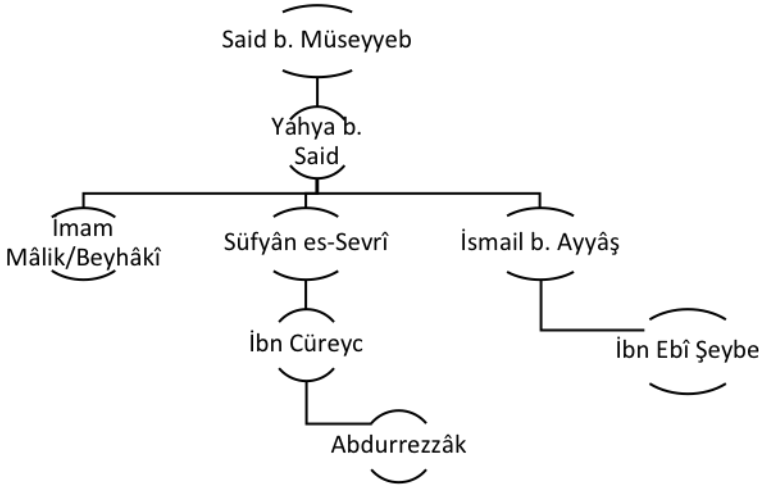 Said b. Müseyyeb
Yahya b.
Said
İmam
Mâlik/Beyhâkî
Süfyân es-Sevrî
İsmail b. Ayyâş
İbn Cüreyc
İbn Ebî Şeybe
Abdurrezzâk